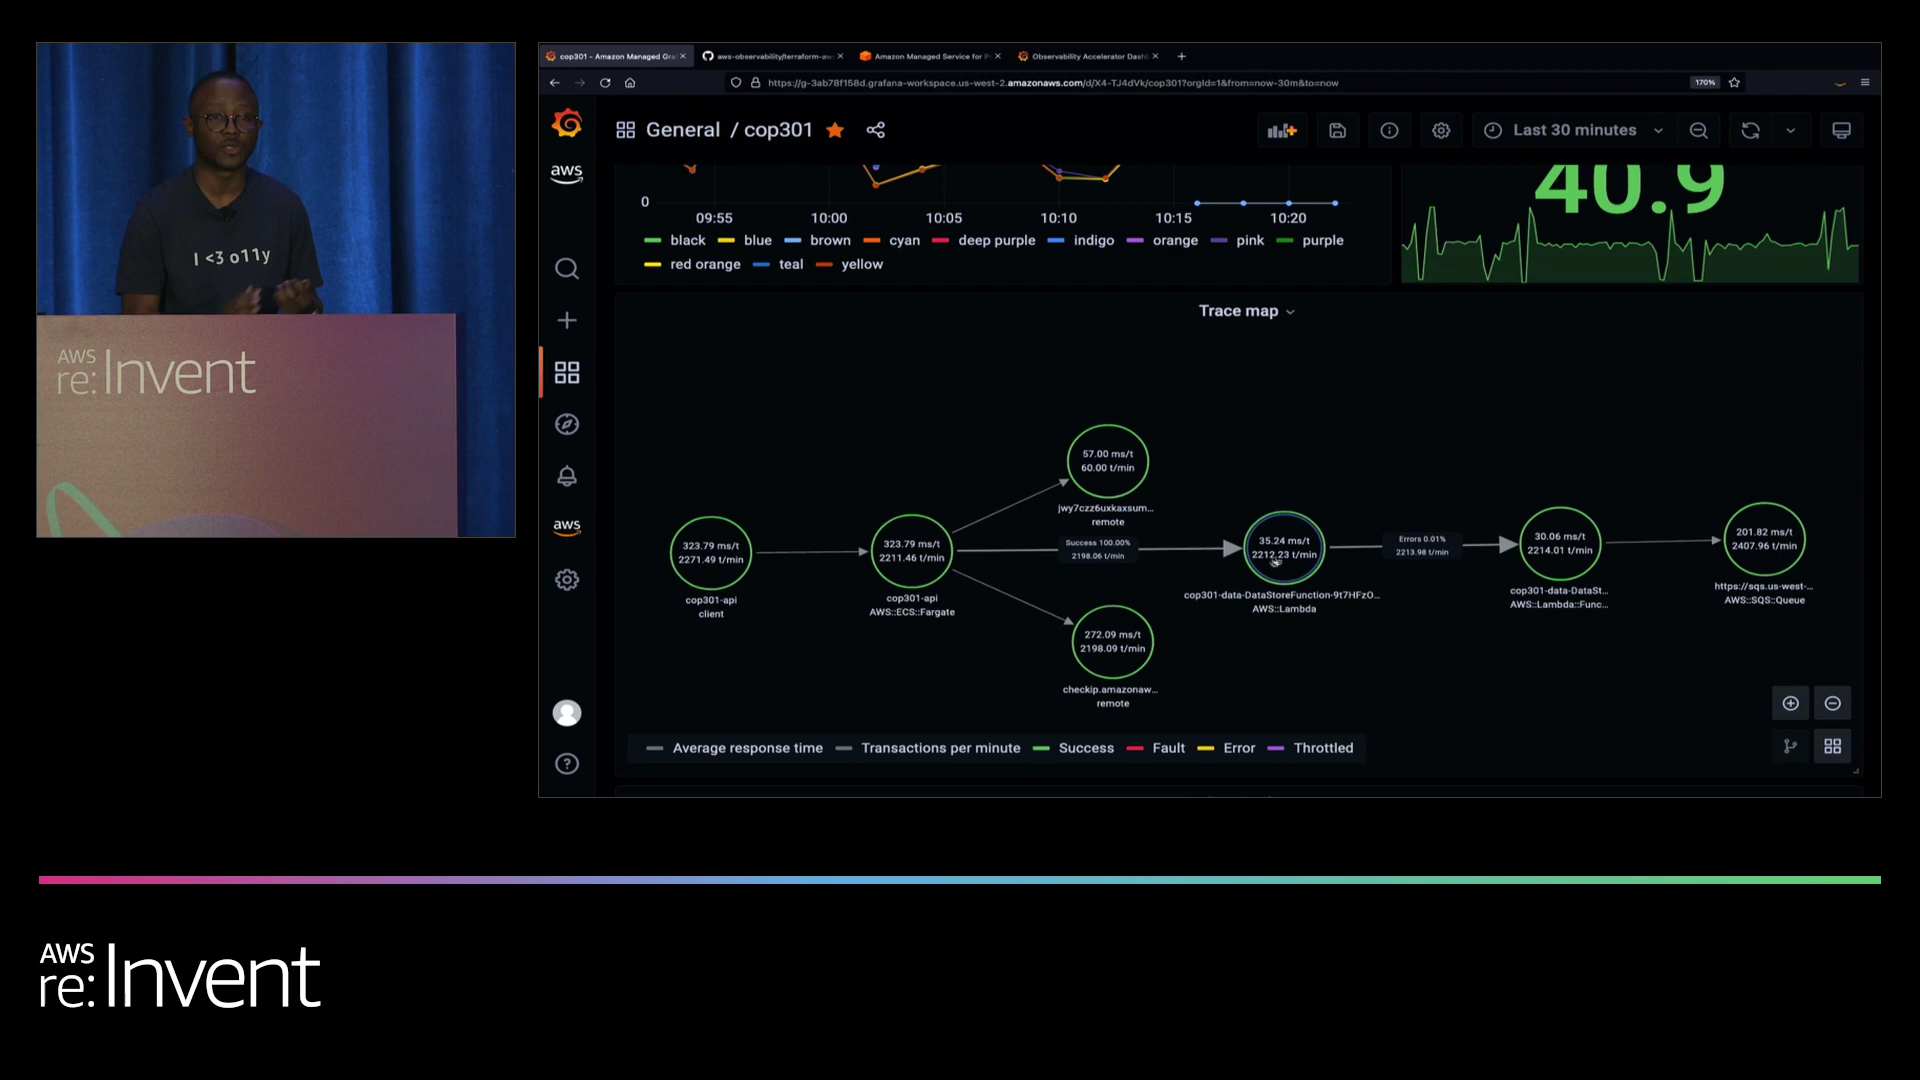 I <3 o11y
AWS
re:Invent
cop301 - Amazon Managed Gra
aws-observability/terraform-aw
Amazon Managed Service for P
Observability Accelerator Dash
https://g-3ab78f158d.grafana-workspace.us-west-2.amazonaws.com/d/X4-TJ4dVk/cop301?orgId=1&from=now-30m&to=now
170%
General / cop301
Last 30 minutes
aws
0
09:55 10:00 10:05 10:10 10:15 10:20
black blue brown cyan deep purple indigo orange pink purple
red orange teal yellow
40.9
Trace map
57.00 ms/t
60.00 t/min
jwy7czz6uxkaxsum...
remote
323.79 ms/t
2271.49 t/min
cop301-api
client
323.79 ms/t
2211.46 t/min
cop301-api
AWS::ECS::Fargate
Success 100.00%
2198.06 t/min
35.24 ms/t
2212.23 t/min
cop301-data-DataStoreFunction-9t7HFzO...
AWS::Lambda
Errors 0.01%
2213.98 t/min
30.06 ms/t
2214.01 t/min
cop301-data-DataSt...
AWS::Lambda::Func...
201.82 ms/t
2407.96 t/min
https://sqs.us-west-...
AWS::SQS::Queue
272.09 ms/t
2198.09 t/min
checkip.amazonaw...
remote
aws
Average response time Transactions per minute Success Fault Error Throttled
AWS
re:Invent